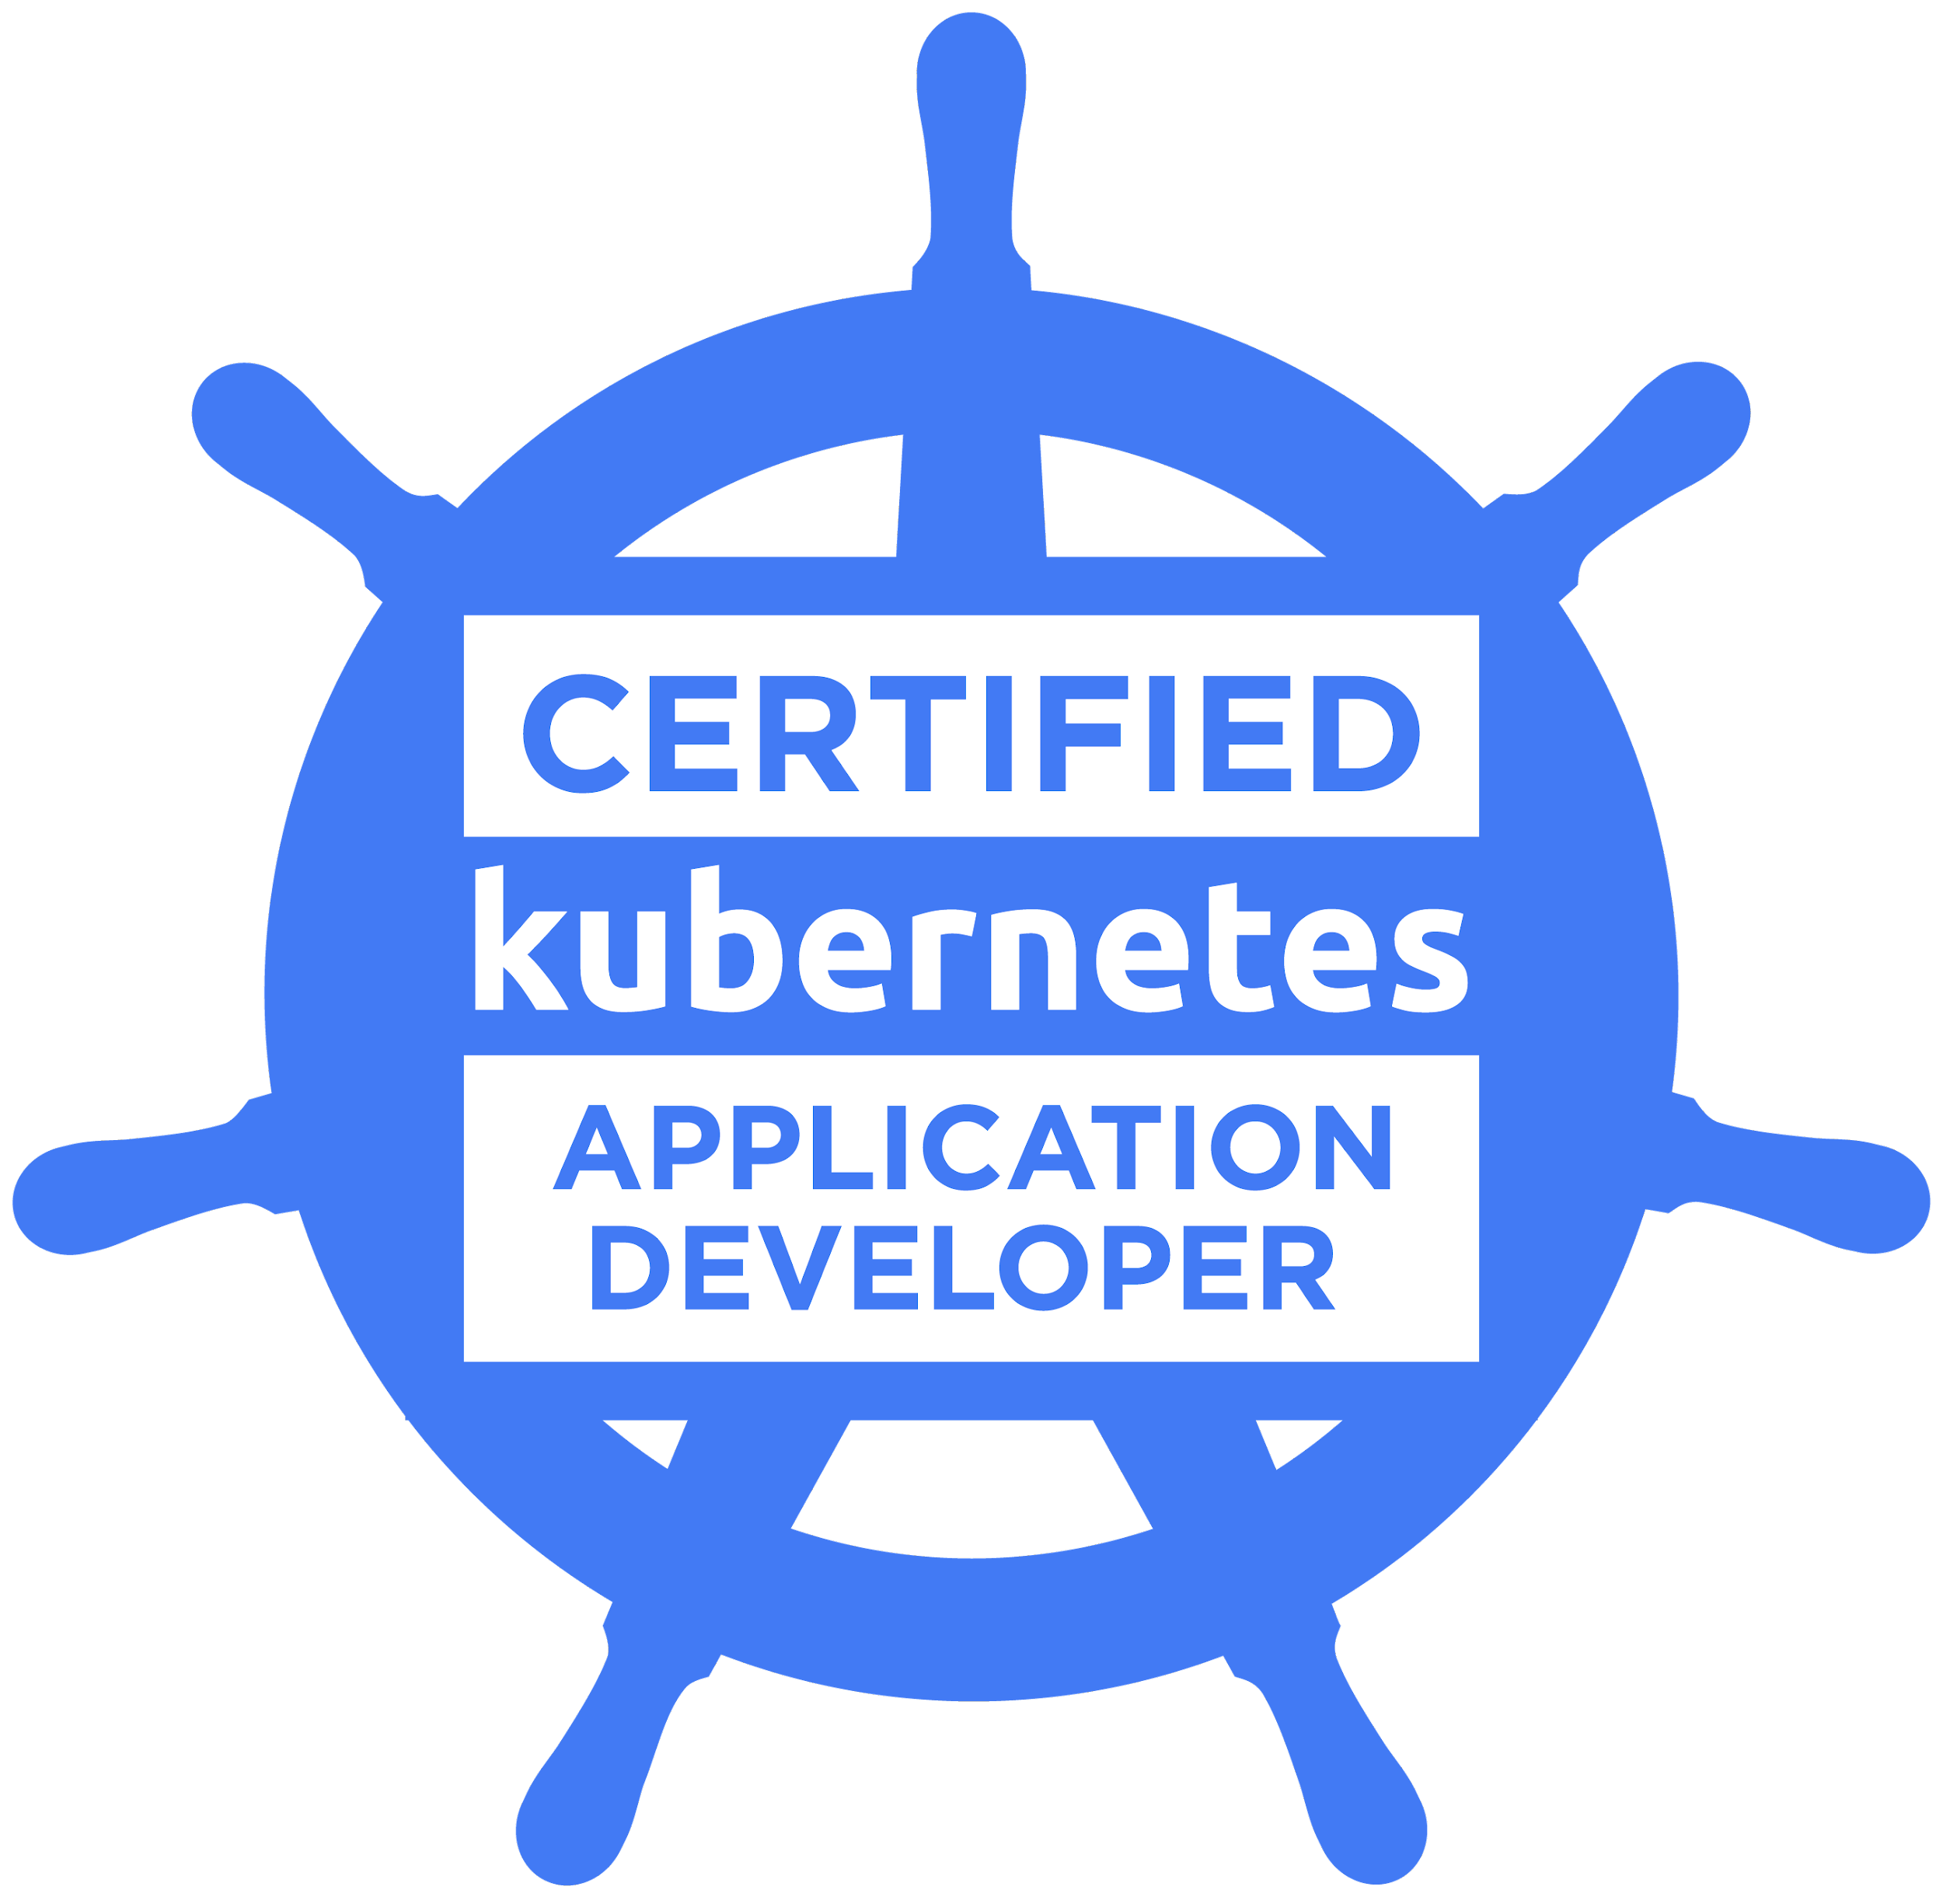 CERTIFIED
kubernetes
APPLICATION
DEVELOPER